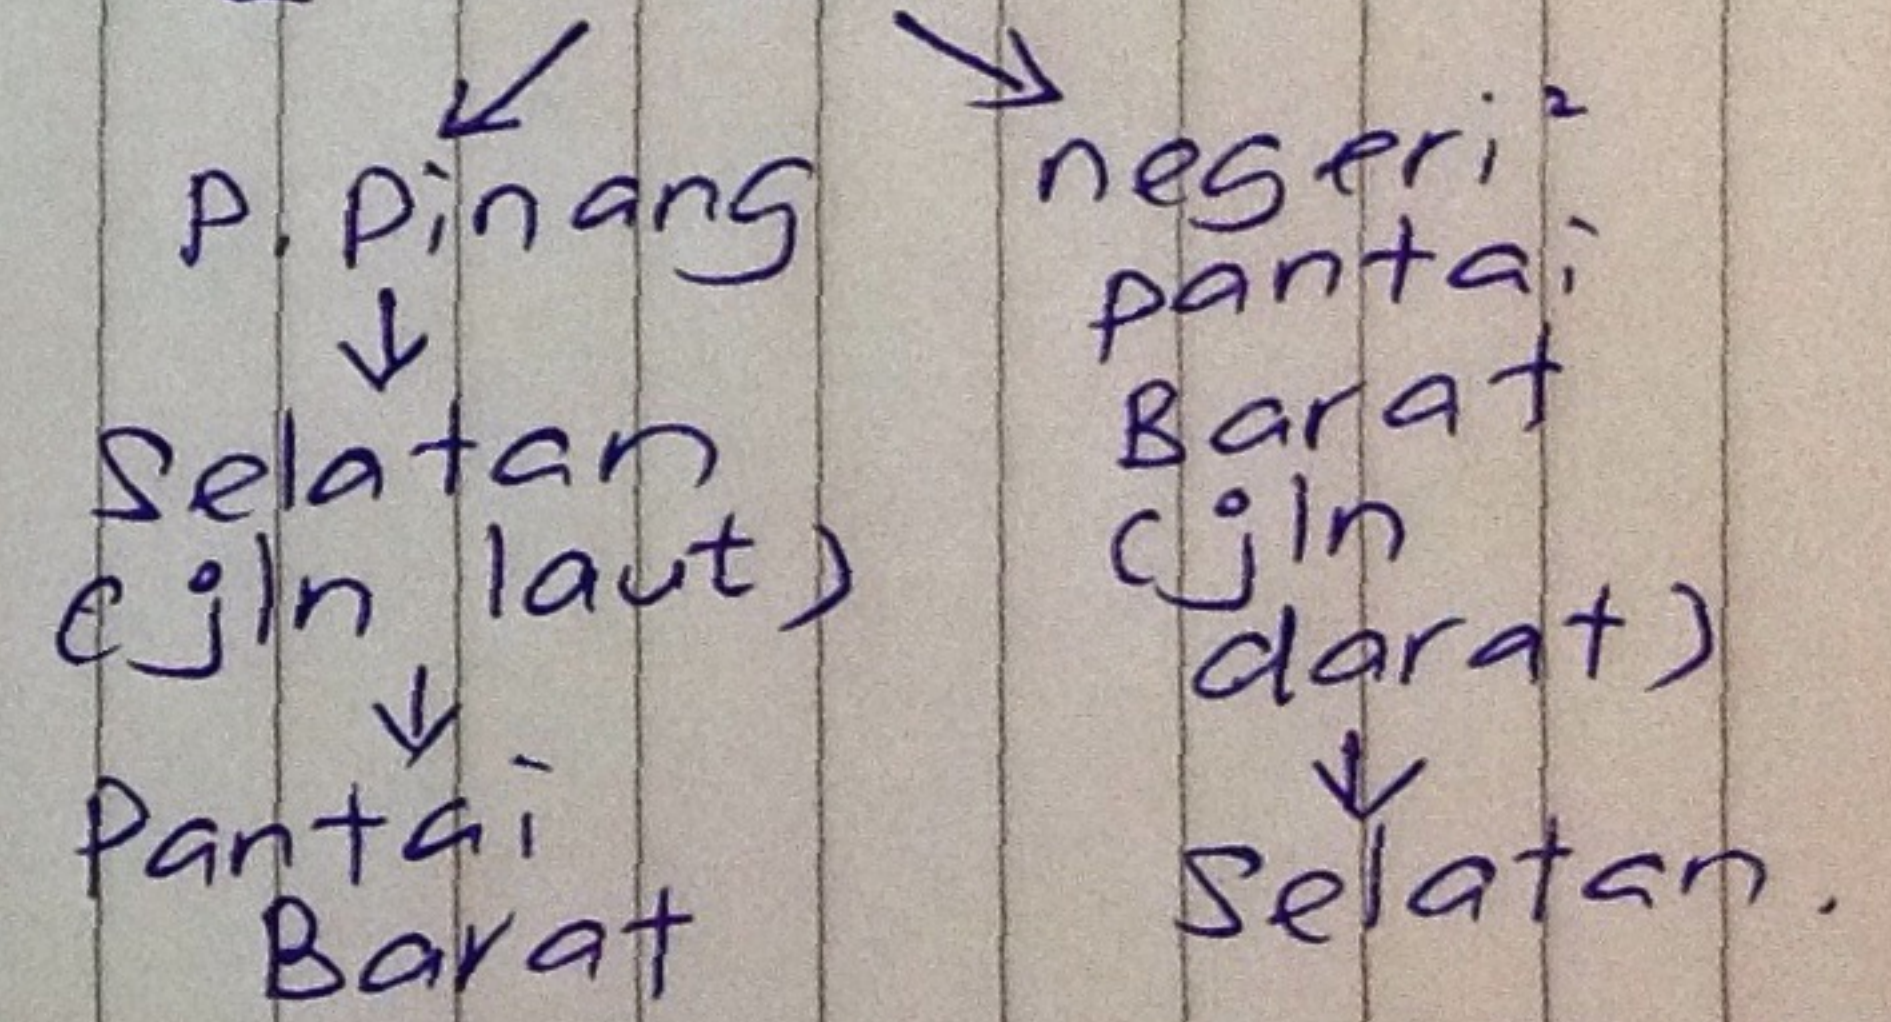 P. Pinang
Selatan
(jln laut)
Pantai
Barat
negeri²
pantai
Barat
(jln
darat)
Selatan.